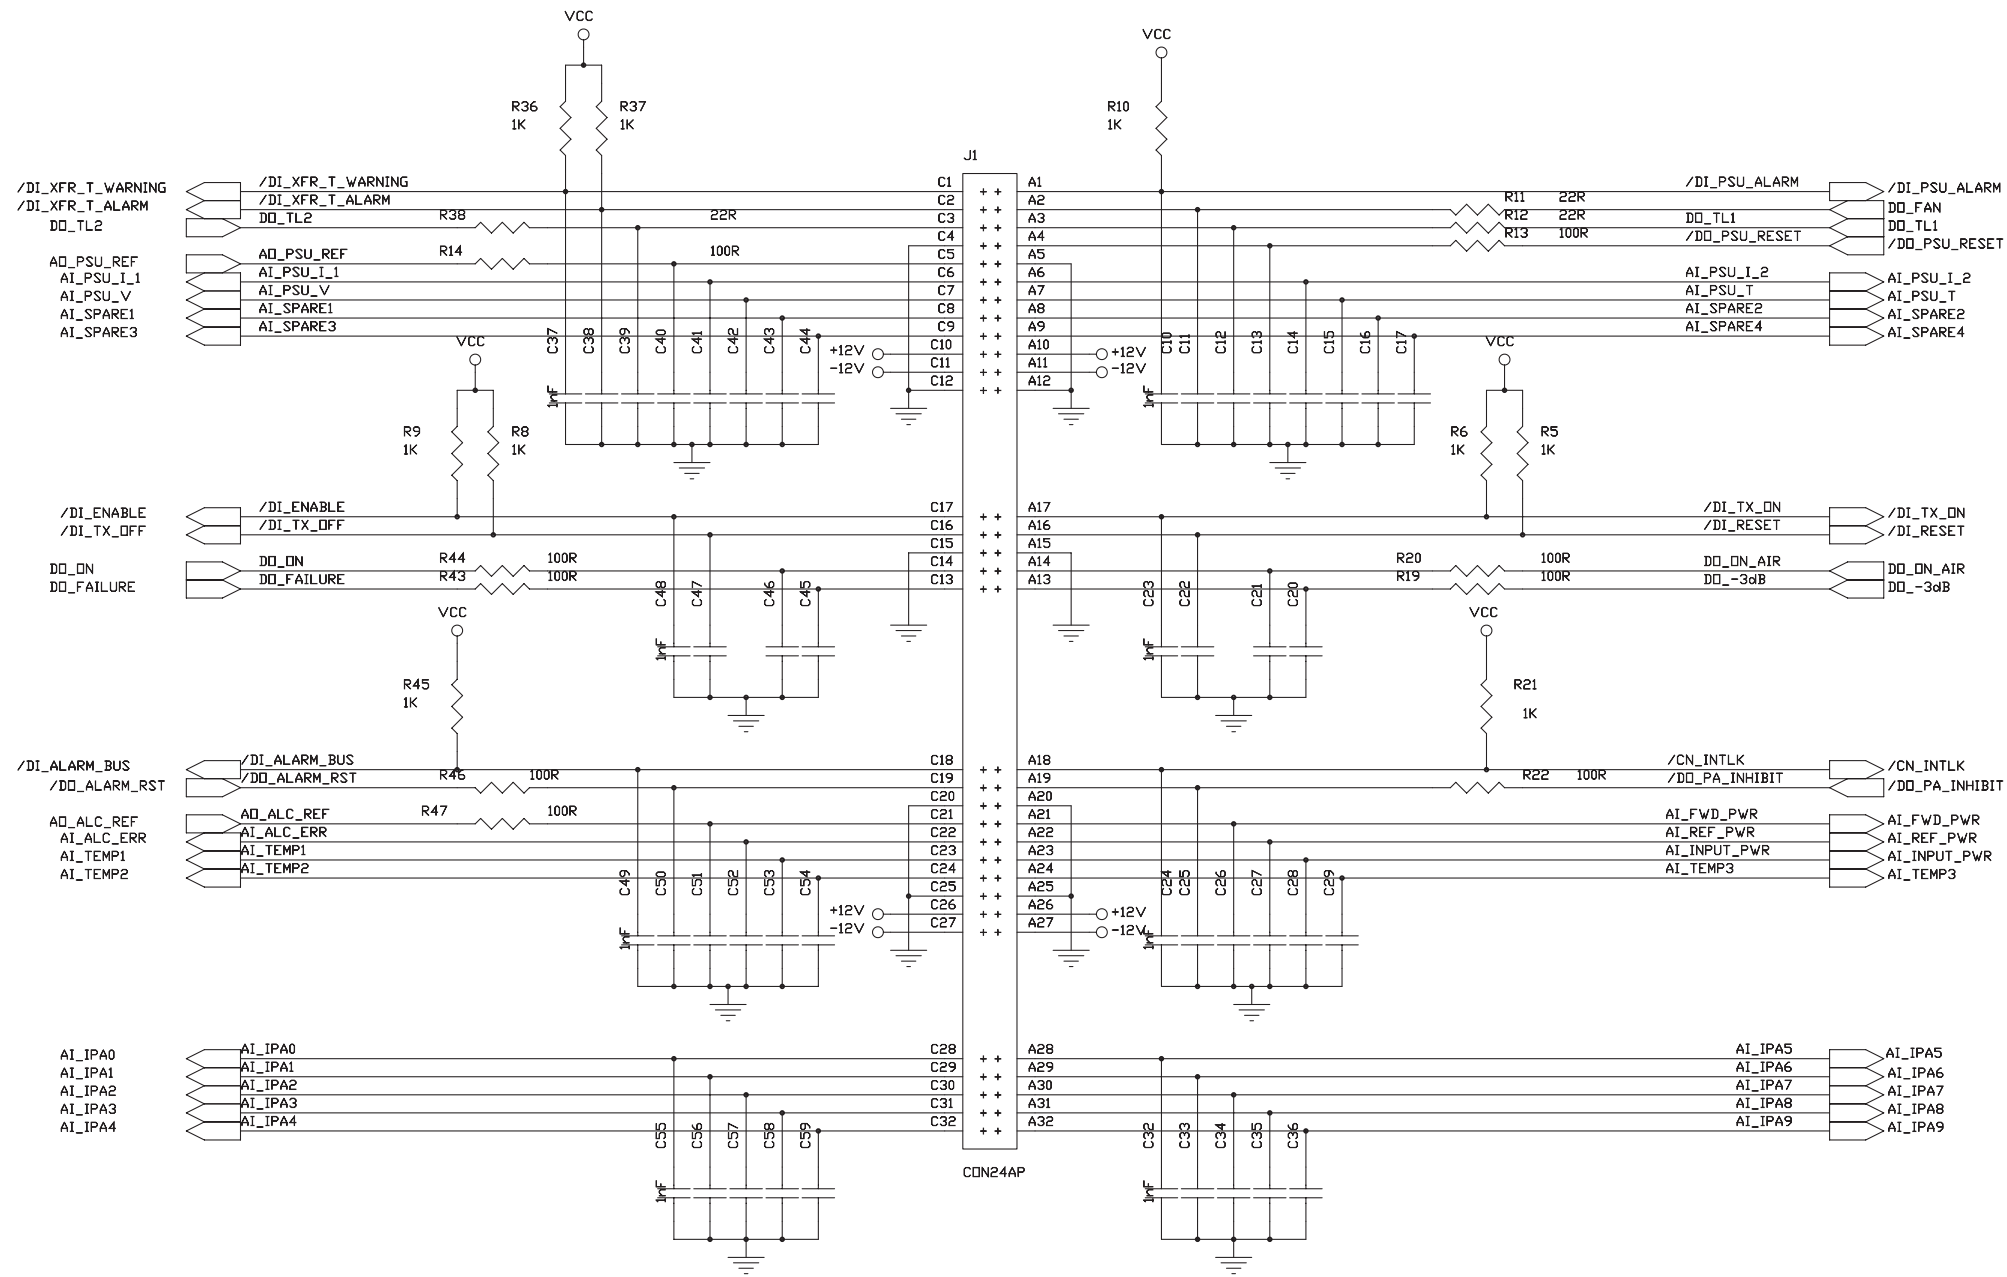 VCC
VCC
R36
1K
R37
1K
R10
1K
J1
/DI_XFR_T_WARNING /DI_XFR_T_WARNING C1 A1 /DI_PSU_ALARM /DI_PSU_ALARM
/DI_XFR_T_ALARM /DI_XFR_T_ALARM C2 A2 R11 22R DO_FAN
DO_TL2 DO_TL2 R38 22R C3 A3 R12 22R DO_TL1 DO_TL1
C4 A4 R13 100R /DO_PSU_RESET /DO_PSU_RESET
AO_PSU_REF AO_PSU_REF R14 100R C5 A5
AI_PSU_I_1 AI_PSU_I_1 C6 A6 AI_PSU_I_2 AI_PSU_I_2
AI_PSU_V AI_PSU_V C7 A7 AI_PSU_T AI_PSU_T
AI_SPARE1 AI_SPARE1 C8 A8 AI_SPARE2 AI_SPARE2
AI_SPARE3 AI_SPARE3 C9 A9 AI_SPARE4 AI_SPARE4
C37 C38 C39 C40 C41 C42 C43 C44
C10 C11 C12 C13 C14 C15 C16 C17
VCC
VCC
+12V C10 A10 +12V
-12V C11 A11 -12V
C12 A12
1nF
1nF
R9
1K
R8
1K
R6
1K
R5
1K
/DI_ENABLE /DI_ENABLE C17 A17 /DI_TX_ON /DI_TX_ON
/DI_TX_OFF /DI_TX_OFF C16 A16 /DI_RESET /DI_RESET
C15 A15
DO_ON DO_ON R44 100R C14 A14 R20 100R DO_ON_AIR DO_ON_AIR
DO_FAILURE DO_FAILURE R43 100R C13 A13 R19 100R DO_-3dB DO_-3dB
C48 C47 C46 C45
C23 C22 C21 C20
VCC
VCC
1nF
1nF
R45
1K
R21
1K
/DI_ALARM_BUS /DI_ALARM_BUS C18 A18 /CN_INTLK /CN_INTLK
/DO_ALARM_RST /DO_ALARM_RST R46 100R C19 A19 R22 100R /DO_PA_INHIBIT /DO_PA_INHIBIT
C20 A20
AO_ALC_REF AO_ALC_REF R47 100R C21 A21 AI_FWD_PWR AI_FWD_PWR
AI_ALC_ERR AI_ALC_ERR C22 A22 AI_REF_PWR AI_REF_PWR
AI_TEMP1 AI_TEMP1 C23 A23 AI_INPUT_PWR AI_INPUT_PWR
AI_TEMP2 AI_TEMP2 C24 A24 AI_TEMP3 AI_TEMP3
C49 C50 C51 C52 C53 C54
C24 C25 C26 C27 C28 C29
C25 A25
+12V C26 A26 +12V
-12V C27 A27 -12V
1nF
1nF
AI_IPA0 AI_IPA0 C28 A28 AI_IPA5 AI_IPA5
AI_IPA1 AI_IPA1 C29 A29 AI_IPA6 AI_IPA6
AI_IPA2 AI_IPA2 C30 A30 AI_IPA7 AI_IPA7
AI_IPA3 AI_IPA3 C31 A31 AI_IPA8 AI_IPA8
AI_IPA4 AI_IPA4 C32 A32 AI_IPA9 AI_IPA9
C55 C56 C57 C58 C59
C32 C33 C34 C35 C36
CON24AP
1nF
1nF